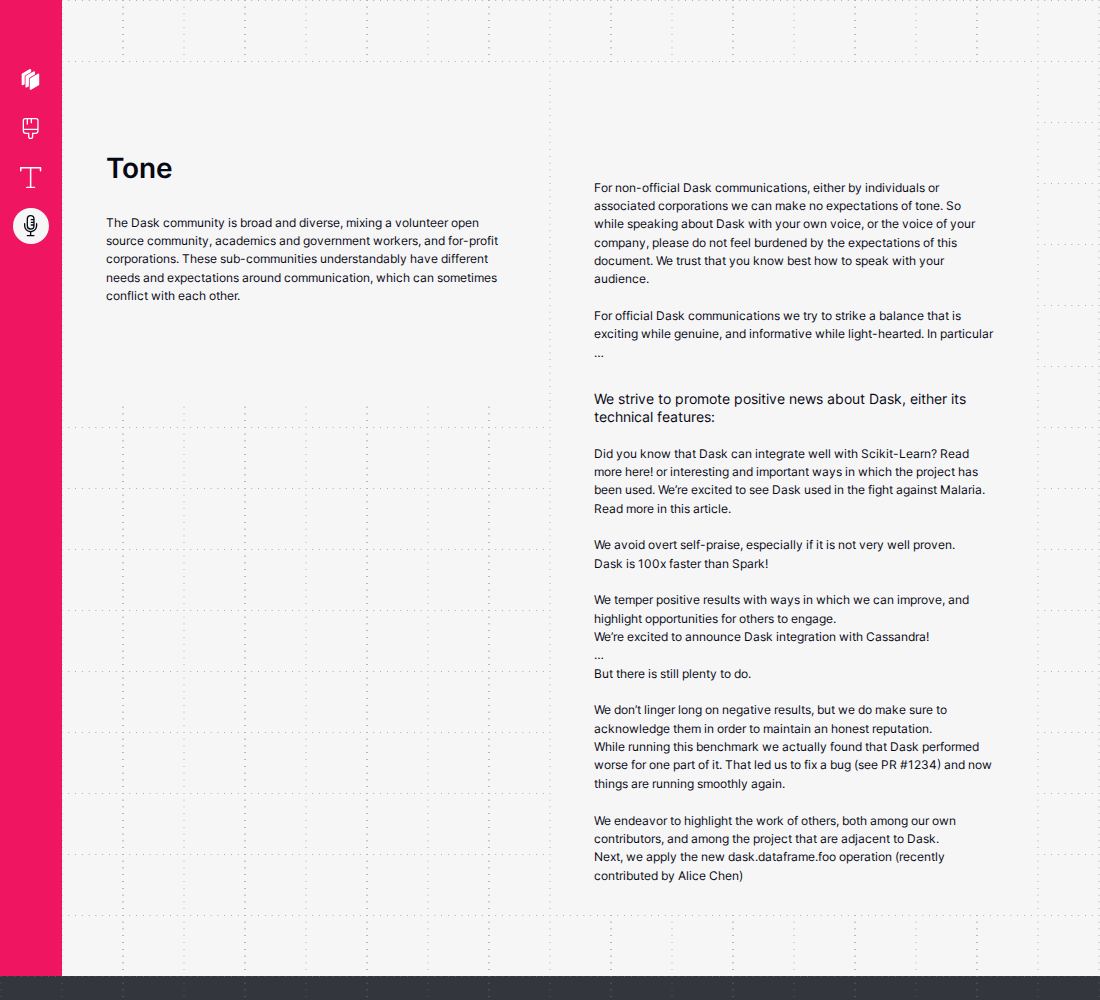 Tone
The Dask community is broad and diverse, mixing a volunteer open
source community, academics and government workers, and for-profit
corporations. These sub-communities understandably have different
needs and expectations around communication, which can sometimes
conflict with each other.
For non-official Dask communications, either by individuals or
associated corporations we can make no expectations of tone. So
while speaking about Dask with your own voice, or the voice of your
company, please do not feel burdened by the expectations of this
document. We trust that you know best how to speak with your
audience.
For official Dask communications we try to strike a balance that is
exciting while genuine, and informative while light-hearted. In particular
...
We strive to promote positive news about Dask, either its
technical features:
Did you know that Dask can integrate well with Scikit-Learn? Read
more here! or interesting and important ways in which the project has
been used. We’re excited to see Dask used in the fight against Malaria.
Read more in this article.
We avoid overt self-praise, especially if it is not very well proven.
Dask is 100x faster than Spark!
We temper positive results with ways in which we can improve, and
highlight opportunities for others to engage.
We’re excited to announce Dask integration with Cassandra!
...
But there is still plenty to do.
We don’t linger long on negative results, but we do make sure to
acknowledge them in order to maintain an honest reputation.
While running this benchmark we actually found that Dask performed
worse for one part of it. That led us to fix a bug (see PR #1234) and now
things are running smoothly again.
We endeavor to highlight the work of others, both among our own
contributors, and among the project that are adjacent to Dask.
Next, we apply the new dask.dataframe.foo operation (recently
contributed by Alice Chen)